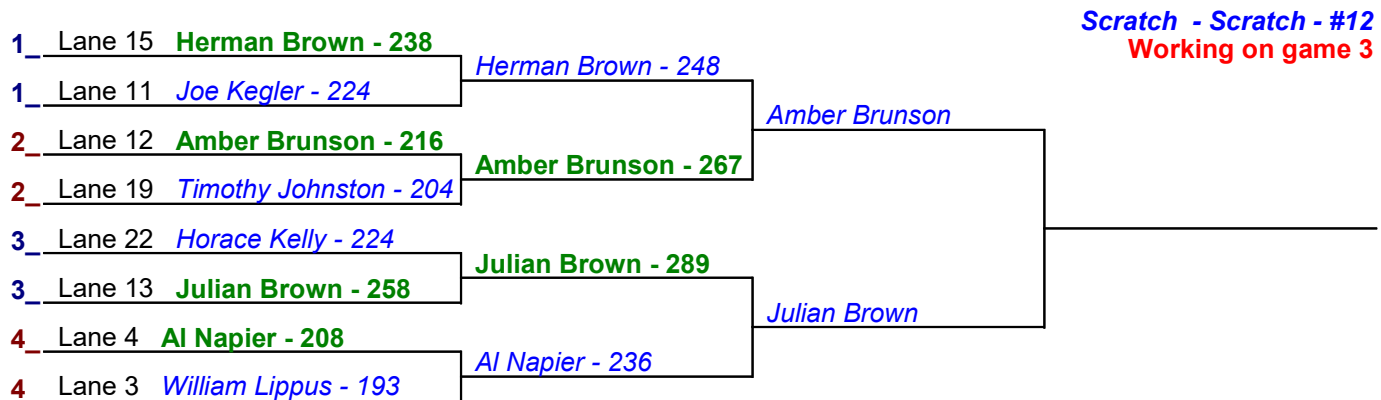 Scratch - Scratch - #12
Working on game 3
1_ Lane 15 Herman Brown - 238
Herman Brown - 248
1_ Lane 11 Joe Kegler - 224
Amber Brunson
2_ Lane 12 Amber Brunson - 216
Amber Brunson - 267
2_ Lane 19 Timothy Johnston - 204
3_ Lane 22 Horace Kelly - 224
Julian Brown - 289
3_ Lane 13 Julian Brown - 258
Julian Brown
4_ Lane 4 Al Napier - 208
Al Napier - 236
4 Lane 3 William Lippus - 193